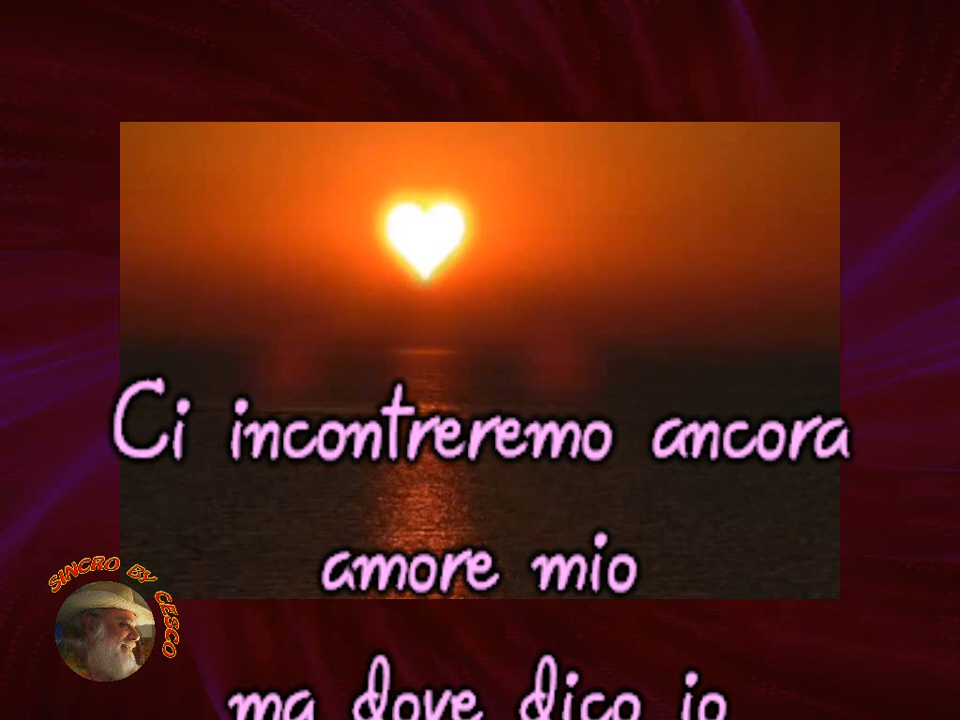 Ci incontreremo ancora
amore mio
ma dove dico io
SINCRO BY CESCO